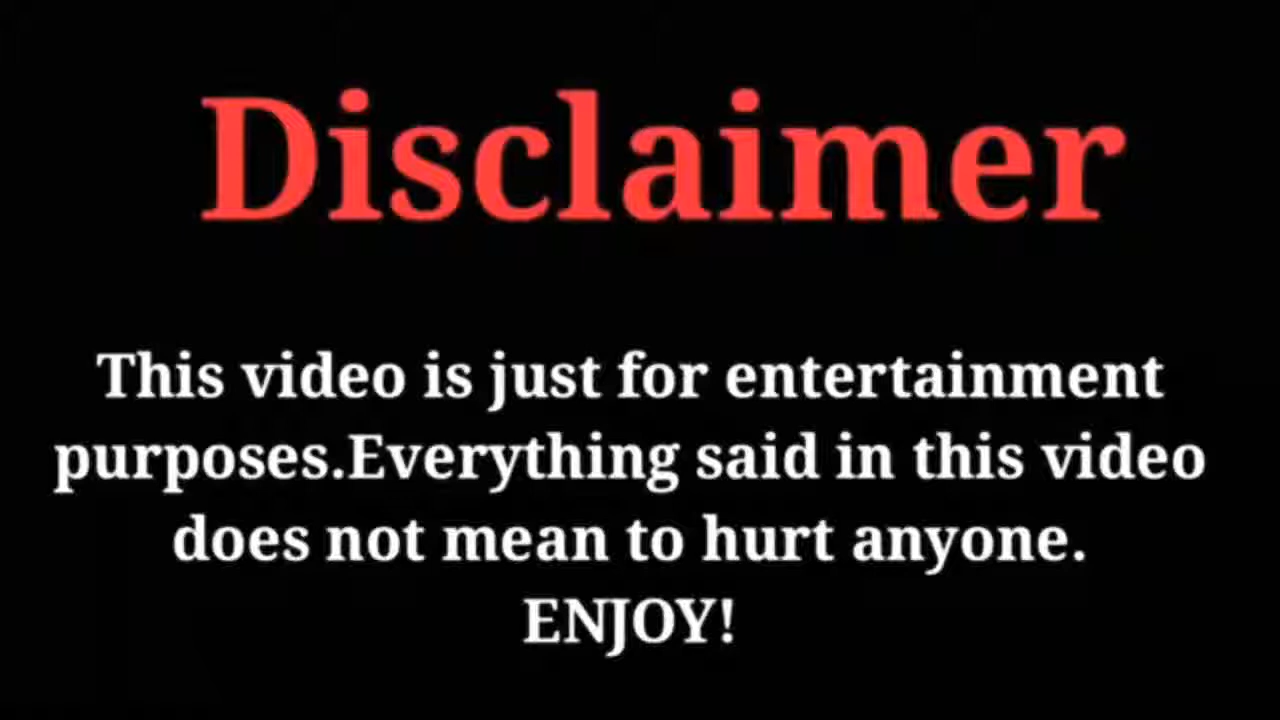 Disclaimer
This video is just for entertainment
purposes.Everything said in this video
does not mean to hurt anyone.
ENJOY!